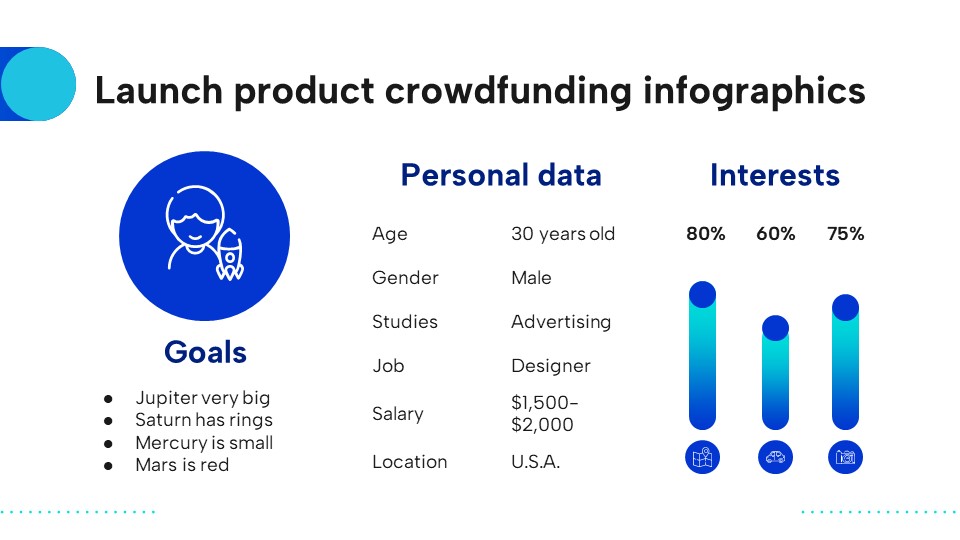 Launch product crowdfunding infographics
Goals
● Jupiter very big
● Saturn has rings
● Mercury is small
● Mars is red
Personal data
Age 30 years old
Gender Male
Studies Advertising
Job Designer
Salary $1,500-
$2,000
Location U.S.A.
Interests
80% 60% 75%